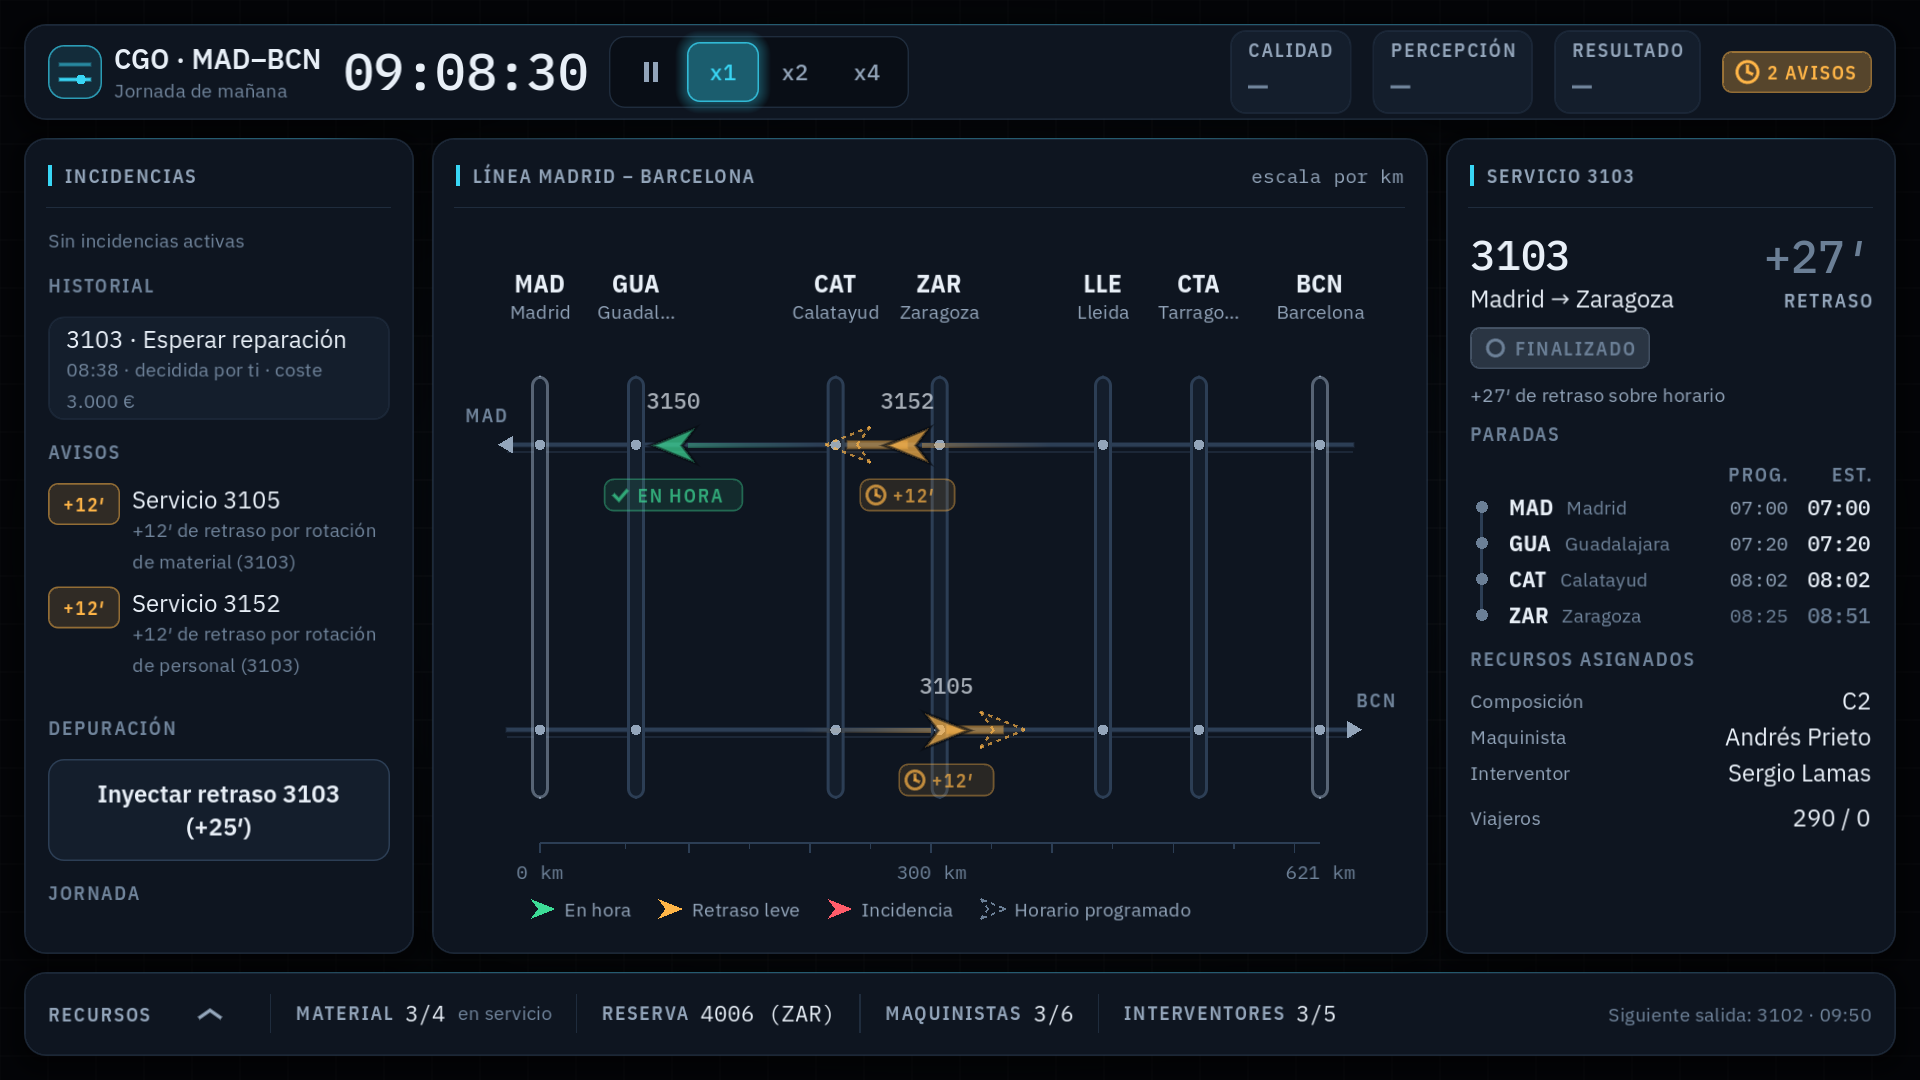 CGO · MAD–BCN
Jornada de mañana
09:08:30
x1
x2
x4
CALIDAD
—
PERCEPCIÓN
—
RESULTADO
—
2 AVISOS
INCIDENCIAS
Sin incidencias activas
HISTORIAL
3103 · Esperar reparación
08:38 · decidida por ti · coste
3.000 €
AVISOS
+12′ Servicio 3105
+12′ de retraso por rotación
de material (3103)
+12′ Servicio 3152
+12′ de retraso por rotación
de personal (3103)
DEPURACIÓN
Inyectar retraso 3103
(+25′)
JORNADA
LÍNEA MADRID – BARCELONA
escala por km
MAD GUA CAT ZAR LLE CTA BCN
Madrid Guadal... Calatayud Zaragoza Lleida Tarrago... Barcelona
MAD
3150
3152
EN HORA
+12′
3105
BCN
+12′
0 km 300 km 621 km
En hora Retraso leve Incidencia Horario programado
SERVICIO 3103
3103 +27′
Madrid → Zaragoza RETRASO
FINALIZADO
+27′ de retraso sobre horario
PARADAS
PROG. EST.
MAD Madrid 07:00 07:00
GUA Guadalajara 07:20 07:20
CAT Calatayud 08:02 08:02
ZAR Zaragoza 08:25 08:51
RECURSOS ASIGNADOS
Composición C2
Maquinista Andrés Prieto
Interventor Sergio Lamas
Viajeros 290 / 0
RECURSOS
MATERIAL 3/4 en servicio
RESERVA 4006 (ZAR)
MAQUINISTAS 3/6
INTERVENTORES 3/5
Siguiente salida: 3102 · 09:50